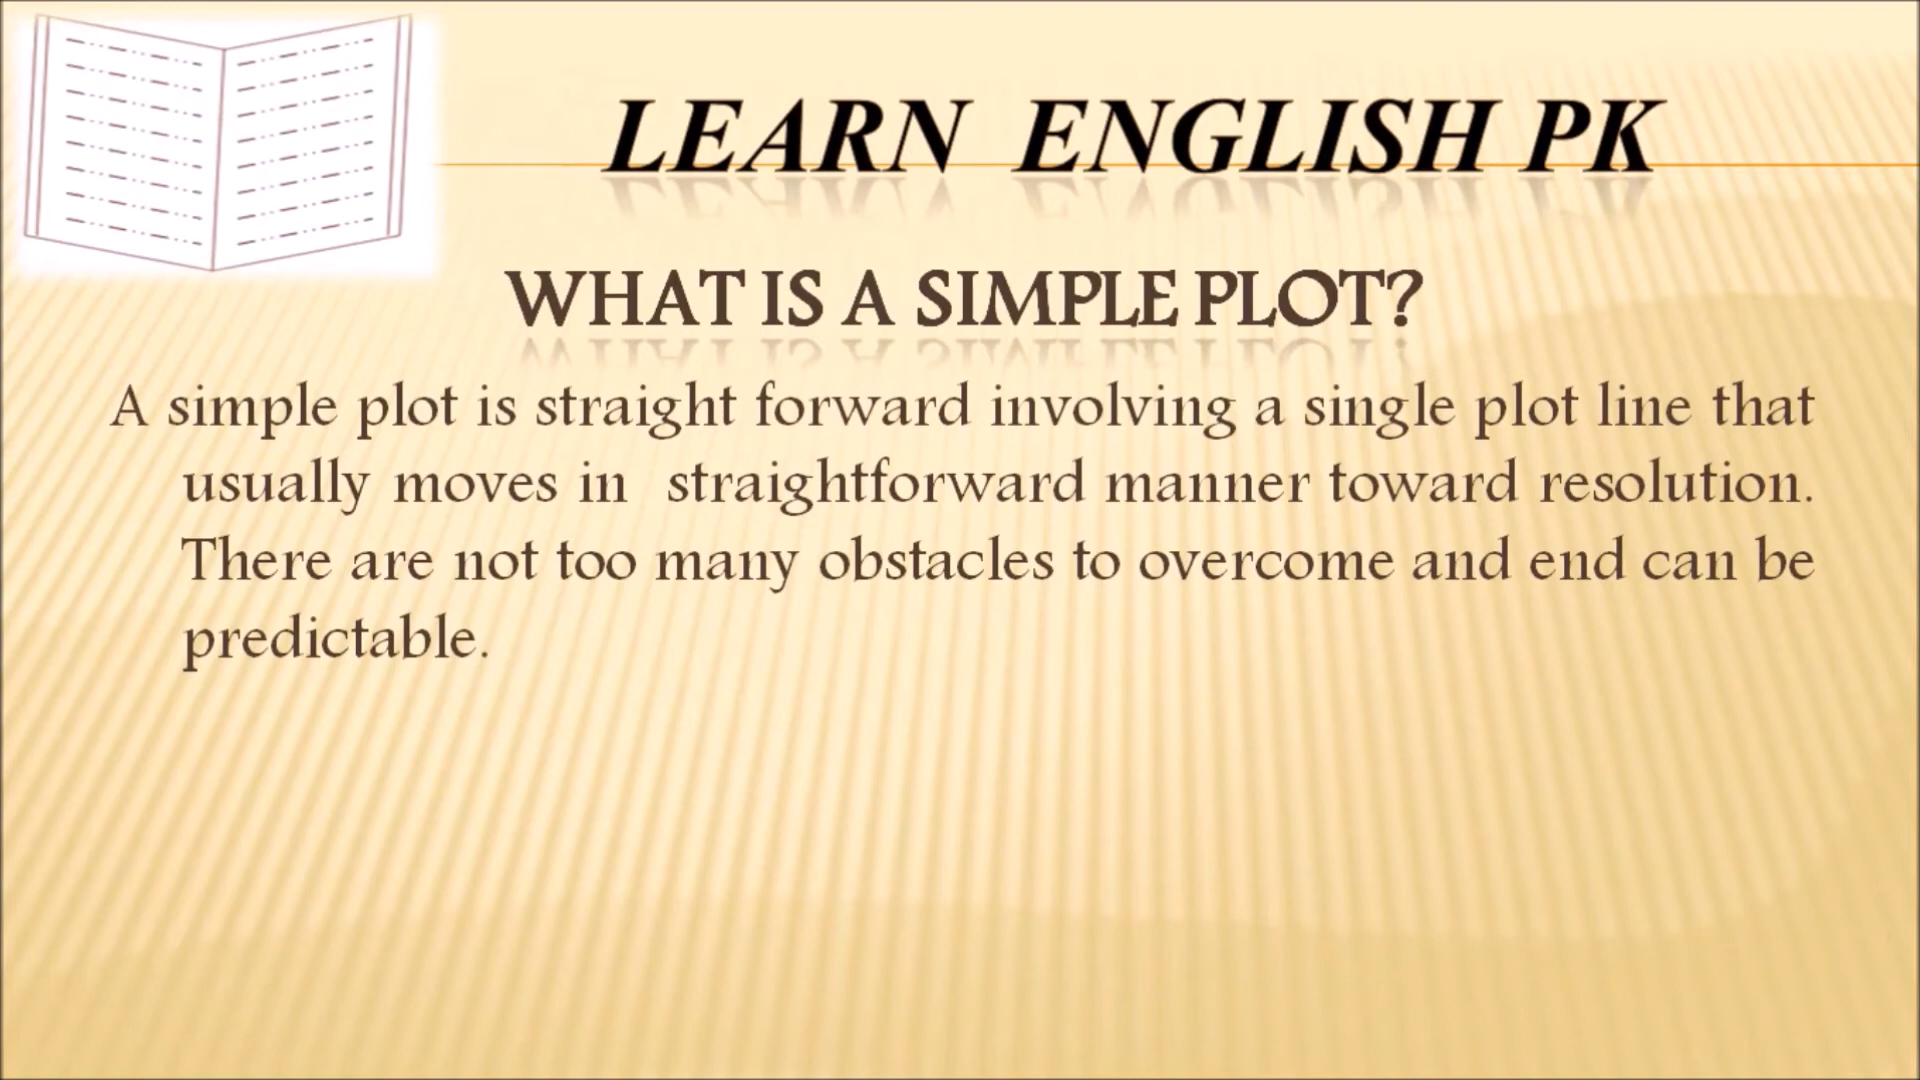 LEARN ENGLISH PK
WHAT IS A SIMPLE PLOT?
A simple plot is straight forward involving a single plot line that
usually moves in straightforward manner toward resolution.
There are not too many obstacles to overcome and end can be
predictable.